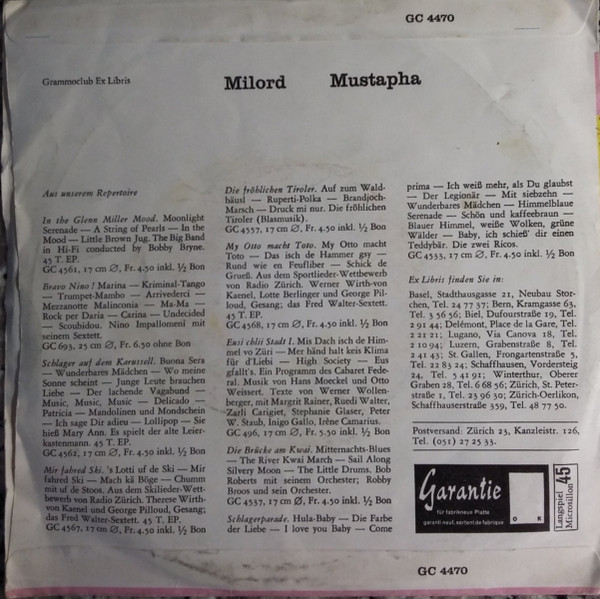 GC 4470
Grammoclub Ex Libris
Milord Mustapha
Aus unserem Repertoire
In the Glenn Miller Mood. Moonlight
Serenade — A String of Pearls — In the
Mood — Little Brown Jug. The Big Band
in Hi-Fi conducted by Bobby Bryne.
45 T. EP.
GC 4561, 17 cm Ø, Fr. 4.50 inkl. ½ Bon
Bravo Nino! Marina — Kriminal-Tango
— Trumpet-Mambo — Arrivederci —
Mezzanotte Malinconia — Ma-Ma —
Rock per Daria — Carina — Undecided
— Scoubidou. Nino Impallomeni mit
seinem Sextett.
GC 693, 25 cm Ø, Fr. 6.50 ohne Bon
Schlager auf dem Karussell. Buona Sera
— Wunderbares Mädchen — Wo meine
Sonne scheint — Junge Leute brauchen
Liebe — Der lachende Vagabund —
Music, Music, Music — Delicado —
Patricia — Mandolinen und Mondschein
— Ich sage Dir adieu — Lollipop — Sie
hieß Mary Ann. Es spielt der alte Leier-
kastenmann. 45 T. EP.
GC 4562, 17 cm Ø, Fr. 4.50 inkl. ½ Bon
Mir fahred Ski. 's Lotti uf de Ski — Mir
fahred Ski — Mach kä Böge — Chumm
mit uf de Stoos. Aus dem Skilieder-Wett-
bewerb von Radio Zürich. Therese Wirth-
von Kaenel und George Pilloud, Gesang;
das Fred Walter-Sextett. 45 T. EP.
GC 4567, 17 cm Ø, Fr. 4.50 inkl. ½ Bon
Die fröhlichen Tiroler. Auf zum Wald-
häusl — Ruperti-Polka — Brandjoch-
Marsch — Druck mi nur. Die fröhlichen
Tiroler (Blasmusik).
GC 4557, 17 cm Ø, Fr. 4.50 inkl. ½ Bon
My Otto macht Toto. My Otto macht
Toto — Das isch de Hammer gsy —
Rund wie en Feufliber — Schick de
Grueß. Aus dem Sportlieder-Wettbewerb
von Radio Zürich. Werner Wirth-von
Kaenel, Lotte Berlinger und George Pil-
loud, Gesang; das Fred Walter-Sextett.
45 T. EP.
GC 4568, 17 cm Ø, Fr. 4.50 inkl. ½ Bon
Eusi chlii Stadt I. Mis Dach isch de Him-
mel vo Züri — Mer händ halt keis Klima
für d'Liebi — High Society — Eus
gfallt's. Ein Programm des Cabaret Fede-
ral. Musik von Hans Moeckel und Otto
Weissert. Texte von Werner Wollen-
berger, mit Margrit Rainer, Ruedi Walter,
Zarli Carigiet, Stephanie Glaser, Peter
W. Staub, Inigo Gallo, Irène Camarius.
GC 496, 17 cm Ø, Fr. 5.50 inkl. ½ Bon
Die Brücke am Kwai. Mitternachts-Blues
— The River Kwai March — Sail Along
Silvery Moon — The Little Drums. Bob
Roberts mit seinem Orchester; Robby
Broos und sein Orchester.
GC 4537, 17 cm Ø, Fr. 4.50 inkl. ½ Bon
Schlagerparade. Hula-Baby — Die Farbe
der Liebe — I love you Baby — Come
prima — Ich weiß mehr, als Du glaubst
— Der Legionär — Mit siebzehn —
Wunderbares Mädchen — Himmelblaue
Serenade — Schön und kaffeebraun —
Blauer Himmel, weiße Wolken, grüne
Wälder — Baby, ich schieß' dir einen
Teddybär. Die zwei Ricos.
GC 4533, 17 cm Ø, Fr. 4.50 inkl. ½ Bon
Ex Libris finden Sie in:
Basel, Stadthausgasse 21, Neubau Stor-
chen, Tel. 24 77 37; Bern, Kramgasse 63,
Tel. 3 56 56; Biel, Dufourstraße 19, Tel.
2 91 44; Delémont, Place de la Gare, Tel.
2 21 21; Lugano, Via Canova 18, Tel.
2 10 94; Luzern, Grabenstraße 8, Tel.
2 41 43; St. Gallen, Frongartenstraße 5,
Tel. 22 83 24; Schaffhausen, Vordersteig
24, Tel. 5 41 91; Winterthur, Oberer
Graben 28, Tel. 6 68 56; Zürich, St. Peter-
straße 1, Tel. 23 96 30; Zürich-Oerlikon,
Schaffhauserstraße 359, Tel. 48 77 50.
Postversand: Zürich 23, Kanzleistr. 126,
Tel. (051) 27 25 33.
Garantie
für fabrikneue Platte
garanti neuf, sortant de fabrique
O R
Langspiel 45
Microsillon
GC 4470